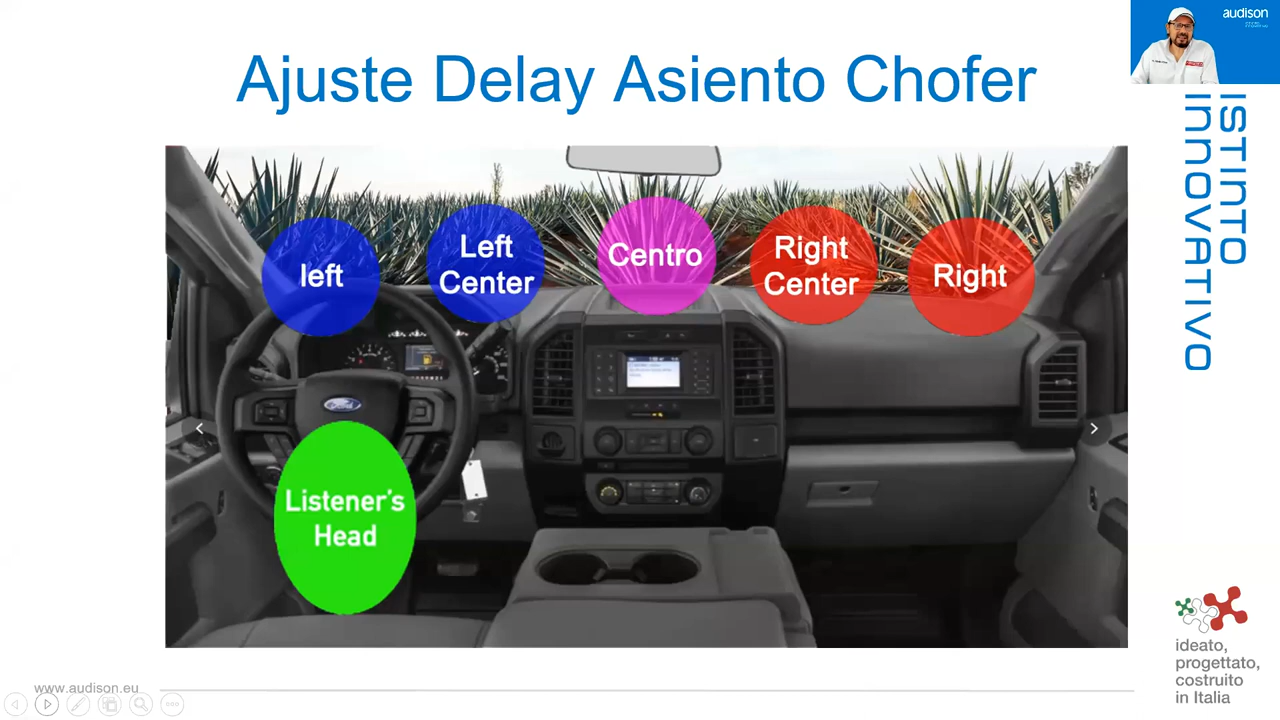 audison
Ajuste Delay Asiento Chofer
ISTINTO
INNOVATIVO
left
Left
Center
Centro
Right
Center
Right
Ford
Listener's
Head
www.audison.eu
ideato,
progettato,
costruito
in Italia